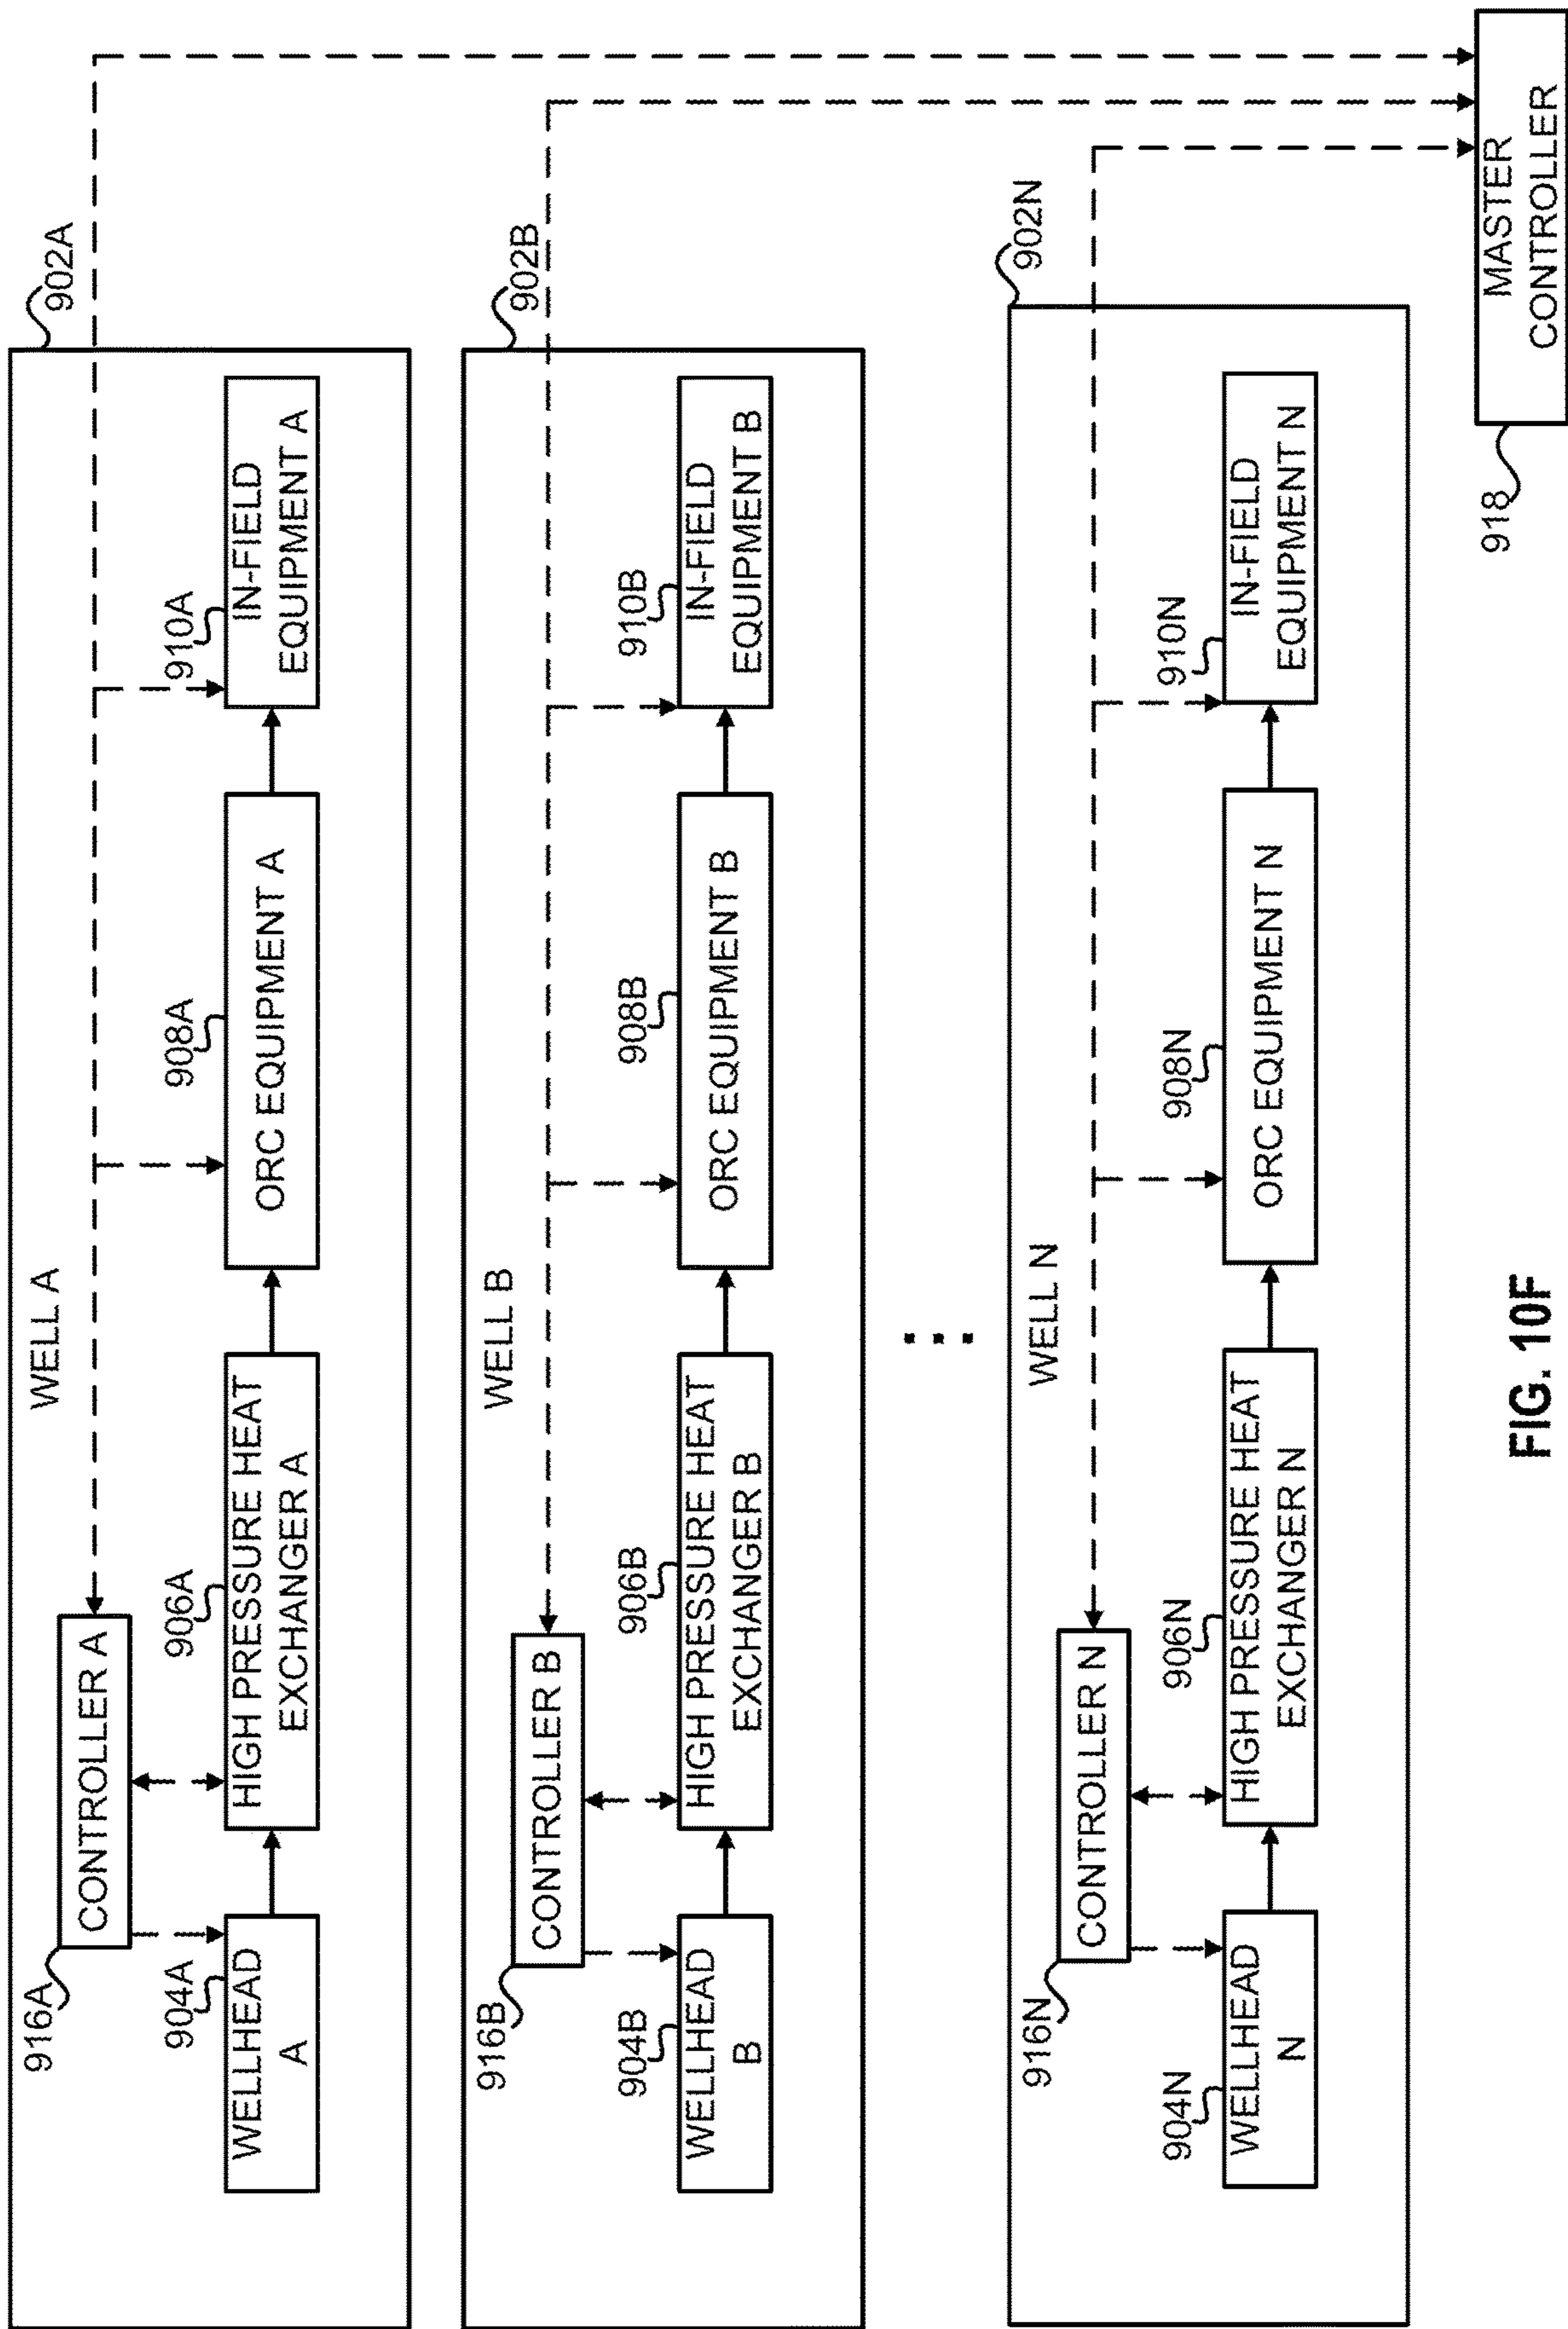 WELL A
902A
916A
CONTROLLER A
904A
906A
908A
910A
WELLHEAD
A
HIGH PRESSURE HEAT
EXCHANGER A
ORC EQUIPMENT A
IN-FIELD
EQUIPMENT A
WELL B
902B
916B
CONTROLLER B
904B
906B
908B
910B
WELLHEAD
B
HIGH PRESSURE HEAT
EXCHANGER B
ORC EQUIPMENT B
IN-FIELD
EQUIPMENT B
WELL N
902N
916N
CONTROLLER N
904N
906N
908N
910N
WELLHEAD
N
HIGH PRESSURE HEAT
EXCHANGER N
ORC EQUIPMENT N
IN-FIELD
EQUIPMENT N
918
MASTER
CONTROLLER
FIG. 10F